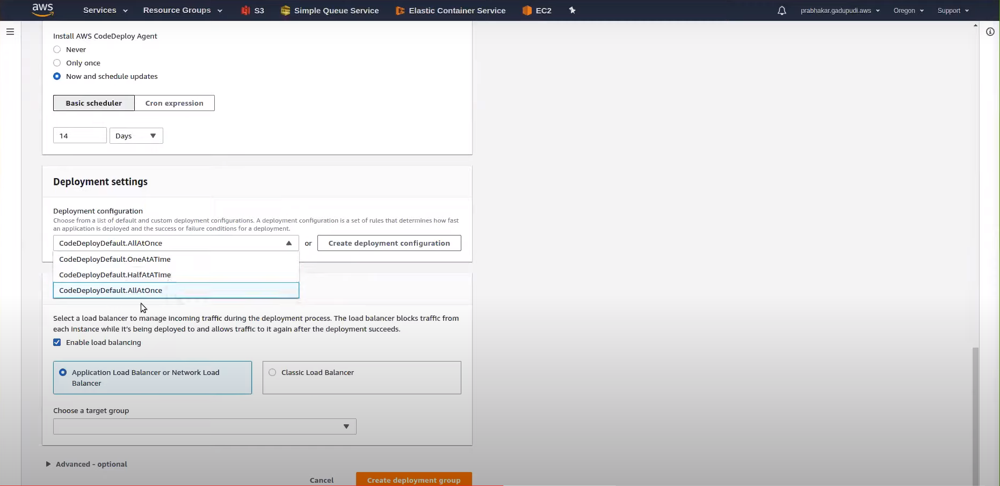 aws Services Resource Groups S3 Simple Queue Service Elastic Container Service EC2 prabhakar.gadupudi.aws Oregon Support
Install AWS CodeDeploy Agent
Never
Only once
Now and schedule updates
Basic scheduler Cron expression
14 Days
Deployment settings
Deployment configuration
Choose from a list of default and custom deployment configurations. A deployment configuration is a set of rules that determines how fast
an application is deployed and the success or failure conditions for a deployment.
CodeDeployDefault.AllAtOnce or Create deployment configuration
CodeDeployDefault.OneAtATime
CodeDeployDefault.HalfAtATime
CodeDeployDefault.AllAtOnce
Select a load balancer to manage incoming traffic during the deployment process. The load balancer blocks traffic from
each instance while it's being deployed to and allows traffic to it again after the deployment succeeds.
Enable load balancing
Application Load Balancer or Network Load
Balancer
Classic Load Balancer
Choose a target group
Advanced - optional
Cancel Create deployment group